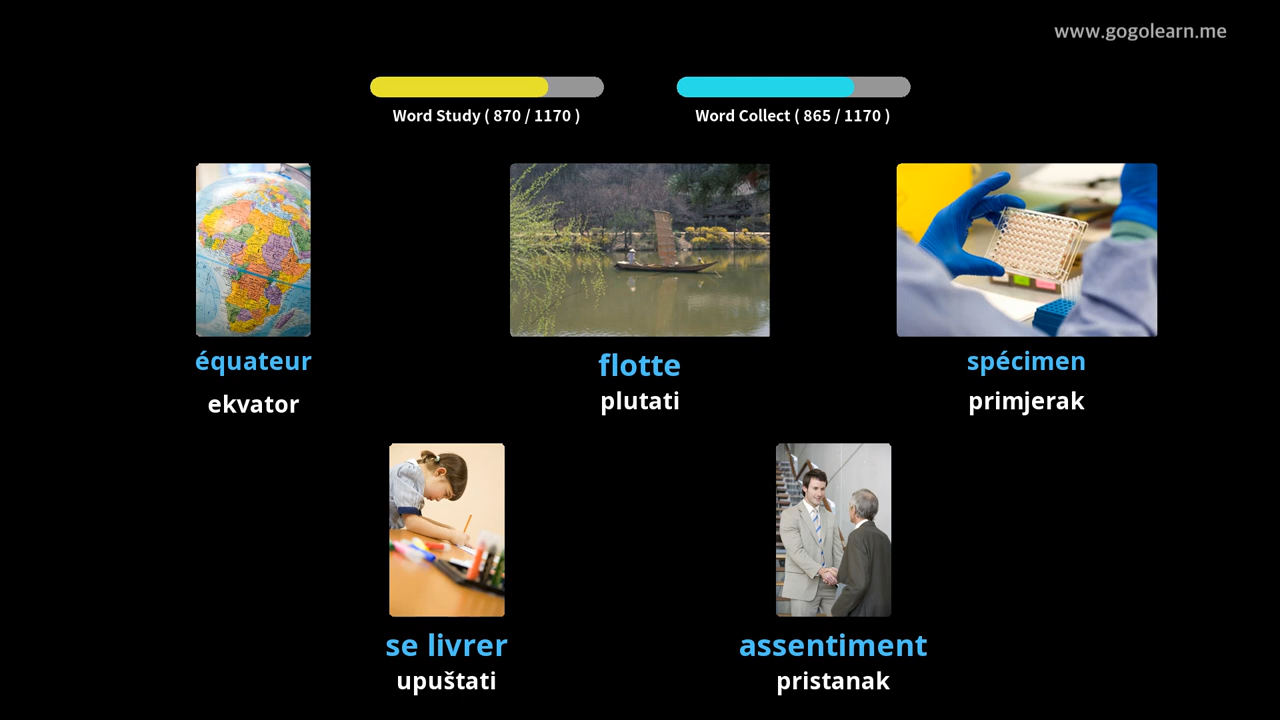 www.gogolearn.me
Word Study ( 870 / 1170 )
Word Collect ( 865 / 1170 )
équateur
ekvator
flotte
plutati
spécimen
primjerak
se livrer
upuštati
assentiment
pristanak